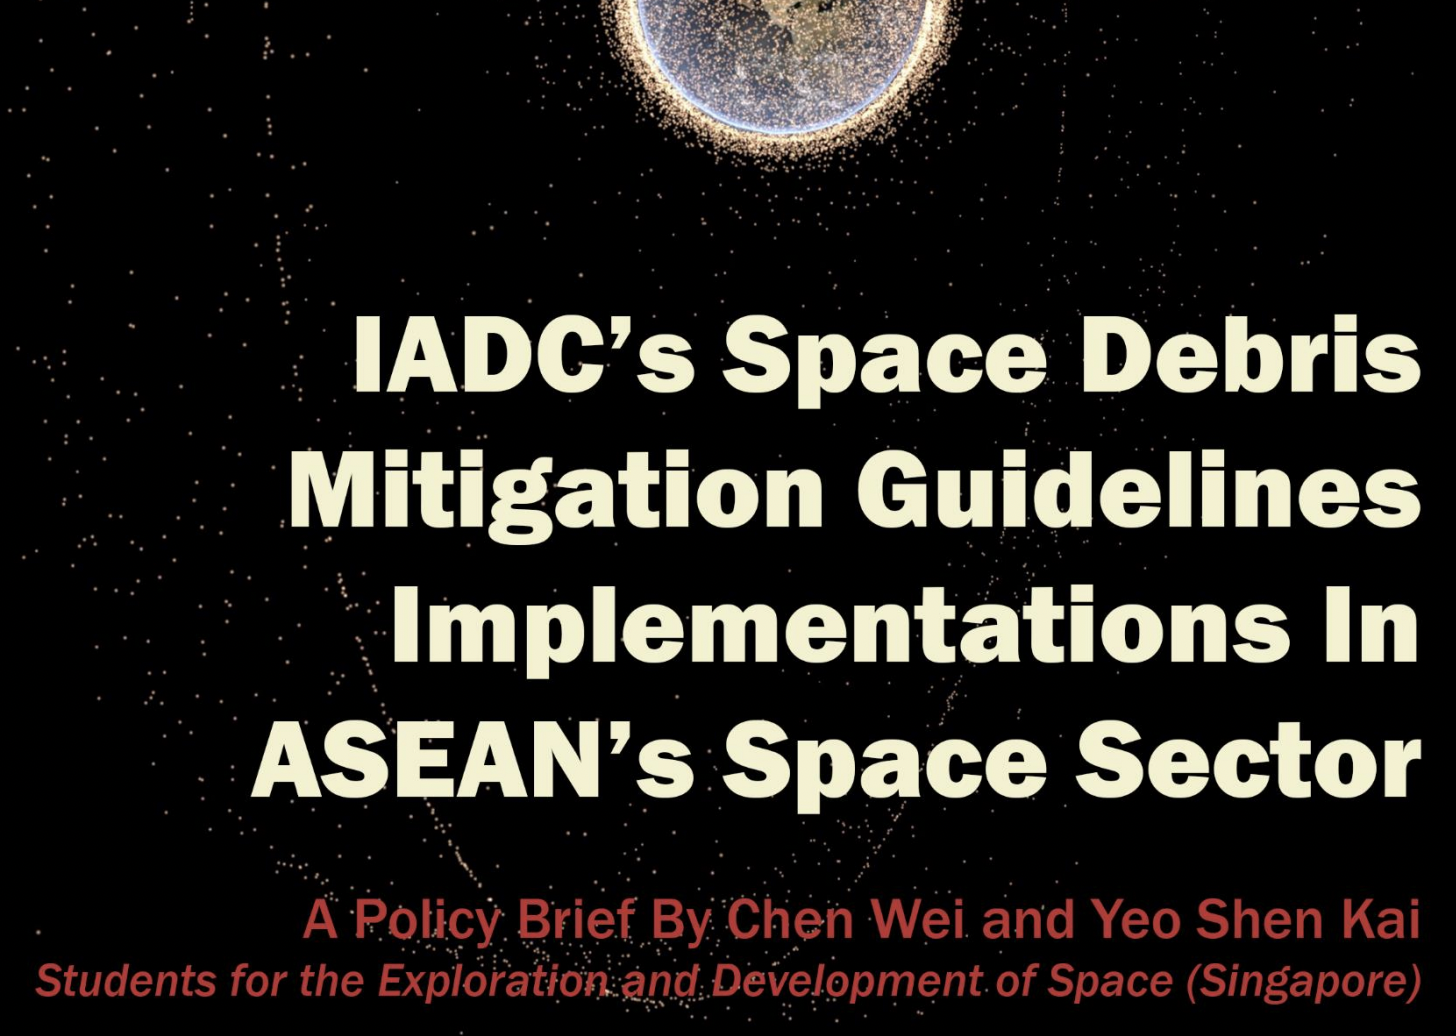 IADC’s Space Debris
Mitigation Guidelines
Implementations In
ASEAN’s Space Sector
A Policy Brief By Chen Wei and Yeo Shen Kai
Students for the Exploration and Development of Space (Singapore)